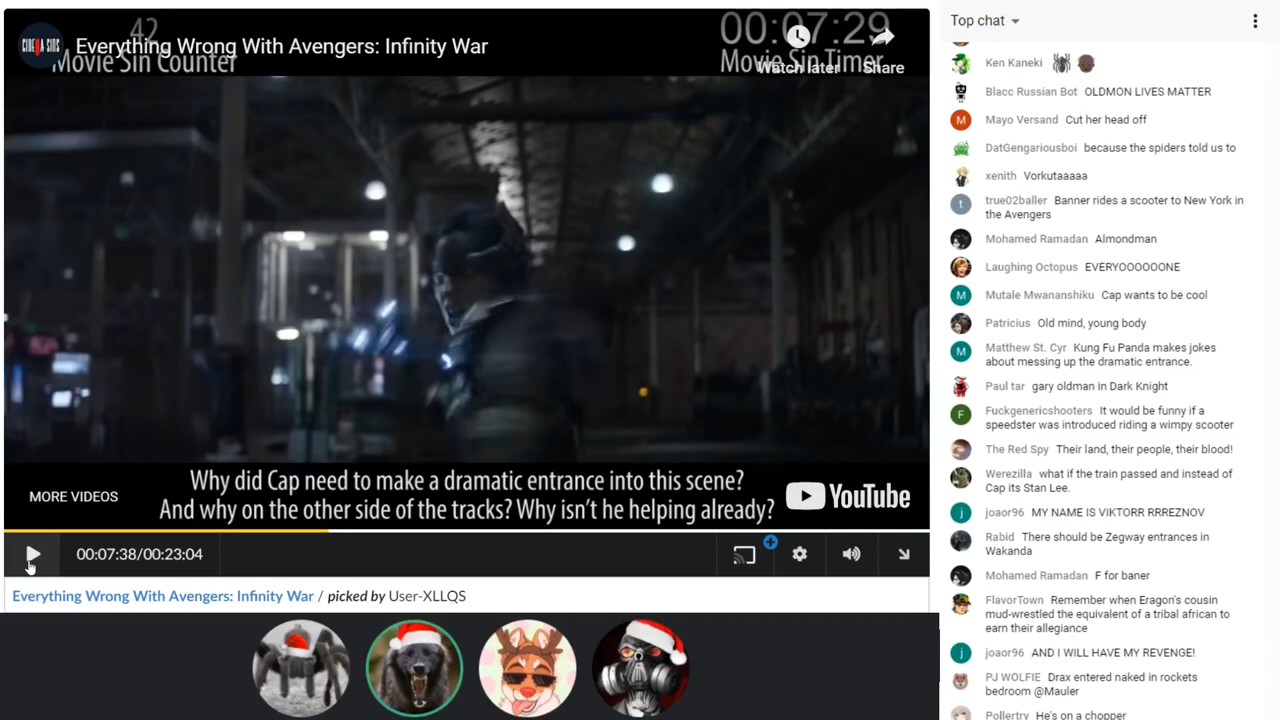 CINEMA SINS
Everything Wrong With Avengers: Infinity War
42
Movie Sin Counter
00:07:29
Movie Sin Timer
Watch later
Share
Why did Cap need to make a dramatic entrance into this scene?
And why on the other side of the tracks? Why isn't he helping already?
MORE VIDEOS
YouTube
00:07:38/00:23:04
Everything Wrong With Avengers: Infinity War / picked by User-XLLQS
Top chat
Ken Kaneki
Blacc Russian Bot OLDMON LIVES MATTER
M Mayo Versand Cut her head off
DatGengariousboi because the spiders told us to
xenith Vorkutaaaaa
t true02baller Banner rides a scooter to New York in
the Avengers
Mohamed Ramadan Almondman
Laughing Octopus EVERYOOOOOONE
M Mutale Mwananshiku Cap wants to be cool
Patricius Old mind, young body
M Matthew St. Cyr Kung Fu Panda makes jokes
about messing up the dramatic entrance.
Paul tar gary oldman in Dark Knight
F Fuckgenericshooters It would be funny if a
speedster was introduced riding a wimpy scooter
The Red Spy Their land, their people, their blood!
Werezilla what if the train passed and instead of
Cap its Stan Lee.
j joaor96 MY NAME IS VIKTORR RRREZNOV
Rabid There should be Zegway entrances in
Wakanda
Mohamed Ramadan F for baner
FlavorTown Remember when Eragon's cousin
mud-wrestled the equivalent of a tribal african to
earn their allegiance
j joaor96 AND I WILL HAVE MY REVENGE!
PJ WOLFIE Drax entered naked in rockets
bedroom @Mauler
Pollertry He's on a chopper